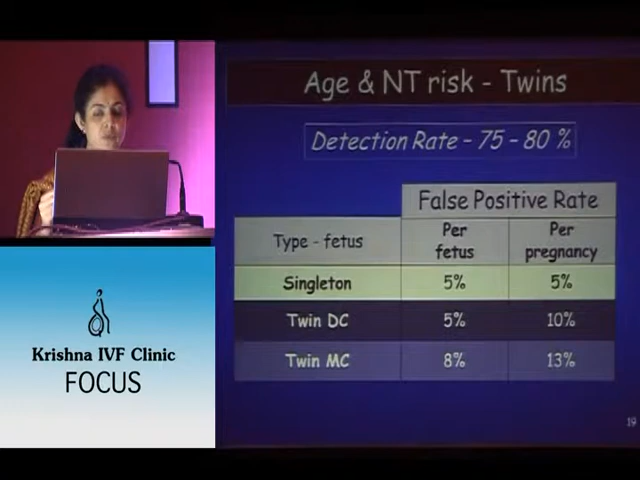 Age & NT risk - Twins
Detection Rate - 75 - 80 %
False Positive Rate
Type - fetus
Per fetus
Per pregnancy
Singleton 5% 5%
Twin DC 5% 10%
Twin MC 8% 13%
19
Krishna IVF Clinic
FOCUS